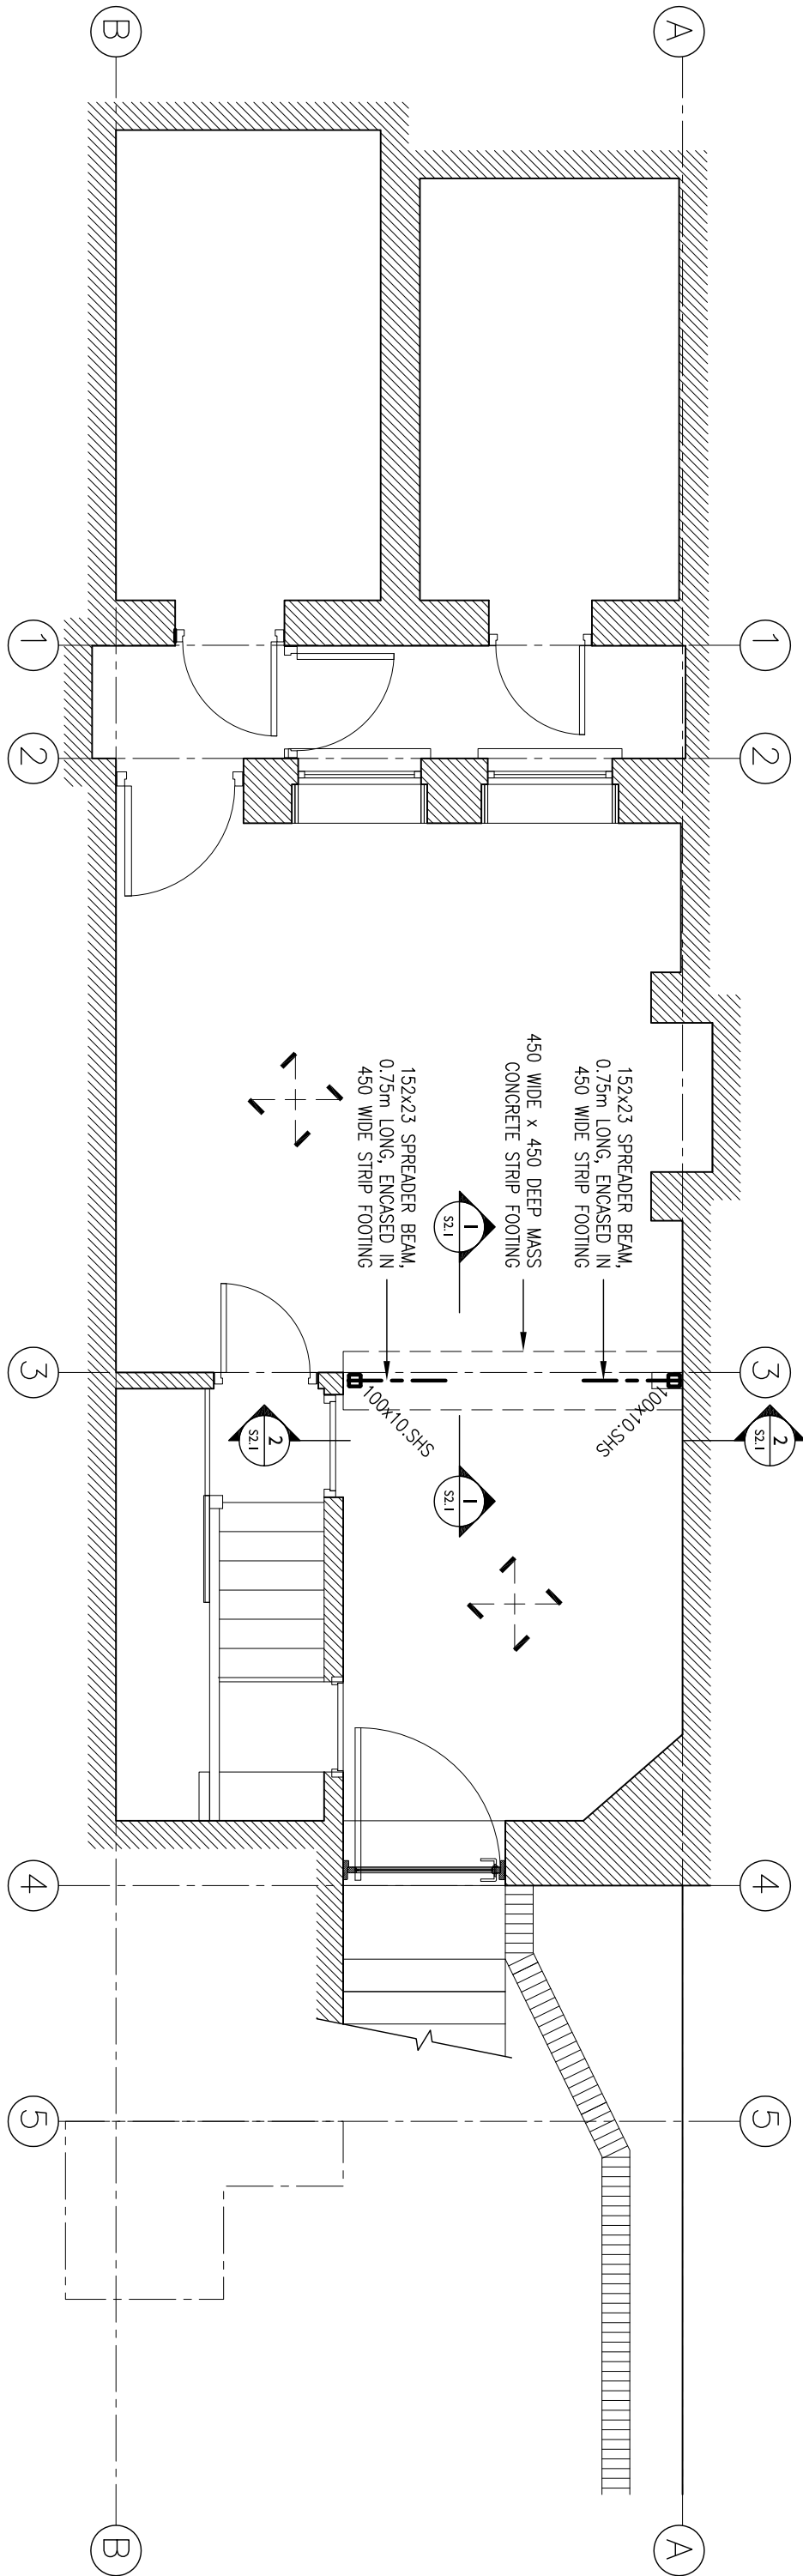 B
A
1
1
2
2
152x23 SPREADER BEAM,
0.75m LONG, ENCASED IN
450 WIDE STRIP FOOTING
450 WIDE x 450 DEEP MASS
CONCRETE STRIP FOOTING
152x23 SPREADER BEAM,
0.75m LONG, ENCASED IN
450 WIDE STRIP FOOTING
1
S2.1
3
3
100x10.SHS
100x10.SHS
2
S2.1
2
S2.1
1
S2.1
4
4
5
5
B
A